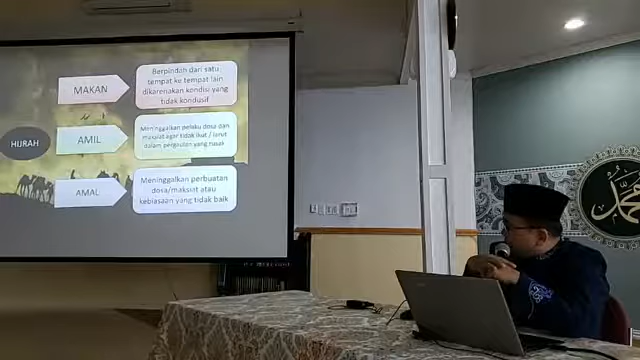 HIJRAH
MAKAN
Berpindah dari satu
tempat ke tempat lain
dikarenakan kondisi yang
tidak kondusif
AMIL
Meninggalkan pelaku dosa dan
maksiat agar tidak ikut / larut
dalam pergaulan yang rusak
AMAL
Meninggalkan perbuatan
dosa/maksiat atau
kebiasaan yang tidak baik
محمد